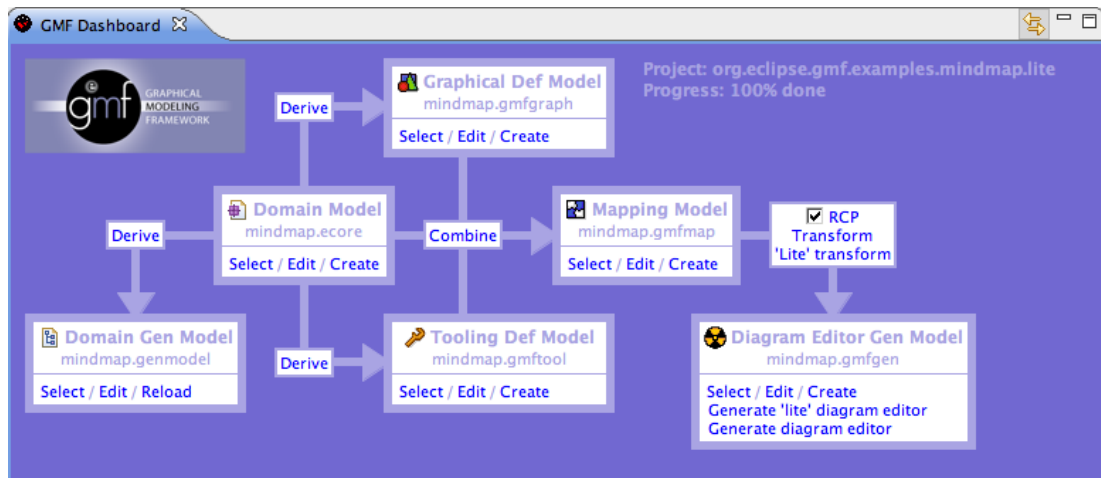 GMF Dashboard
Project: org.eclipse.gmf.examples.mindmap.lite
Progress: 100% done
gmf
GRAPHICAL
MODELING
FRAMEWORK
Derive
Graphical Def Model
mindmap.gmfgraph
Select / Edit / Create
Derive
Domain Model
mindmap.ecore
Select / Edit / Create
Combine
Mapping Model
mindmap.gmfmap
Select / Edit / Create
RCP
Transform
'Lite' transform
Domain Gen Model
mindmap.genmodel
Select / Edit / Reload
Derive
Tooling Def Model
mindmap.gmftool
Select / Edit / Create
Diagram Editor Gen Model
mindmap.gmfgen
Select / Edit / Create
Generate 'lite' diagram editor
Generate diagram editor